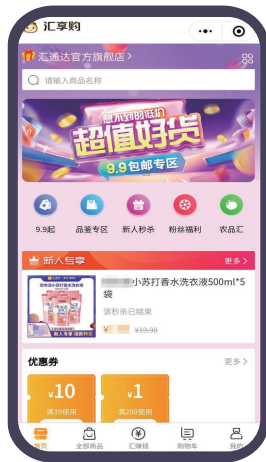 汇享购
汇通达官方旗舰店>
请输入商品名称
想不到的低价
超值好货
9.9包邮专区
9.9起
品鉴专区
新人秒杀
粉丝福利
农品汇
新人专享
更多>
小苏打香水洗衣液500ml*5
袋
该秒杀已结束
¥19.90
优惠券
更多>
¥10
满30使用
¥1
满200使用
首页
全部商品
汇赚钱
购物车
我的